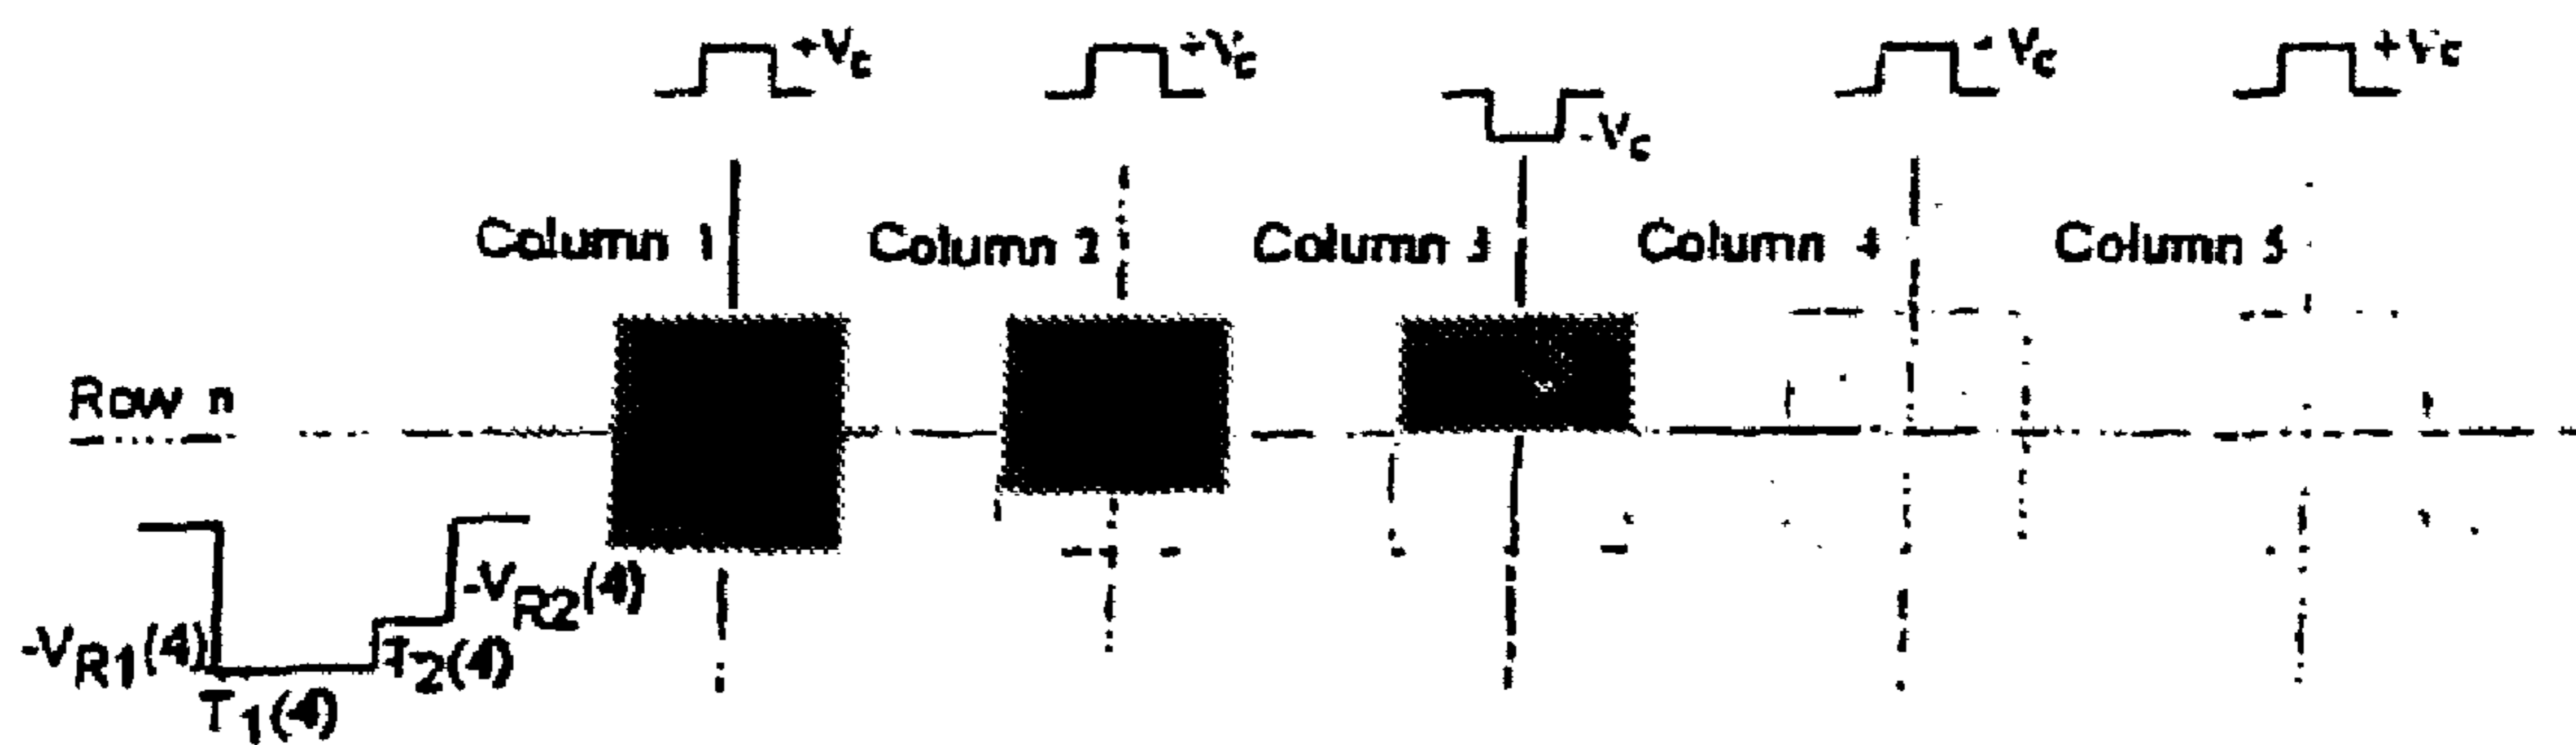 +Vc +Vc -Vc +Vc +Vc
Column 1 Column 2 Column 3 Column 4 Column 5
Row n
-VR1(4) T1(4) T2(4) -VR2(4)